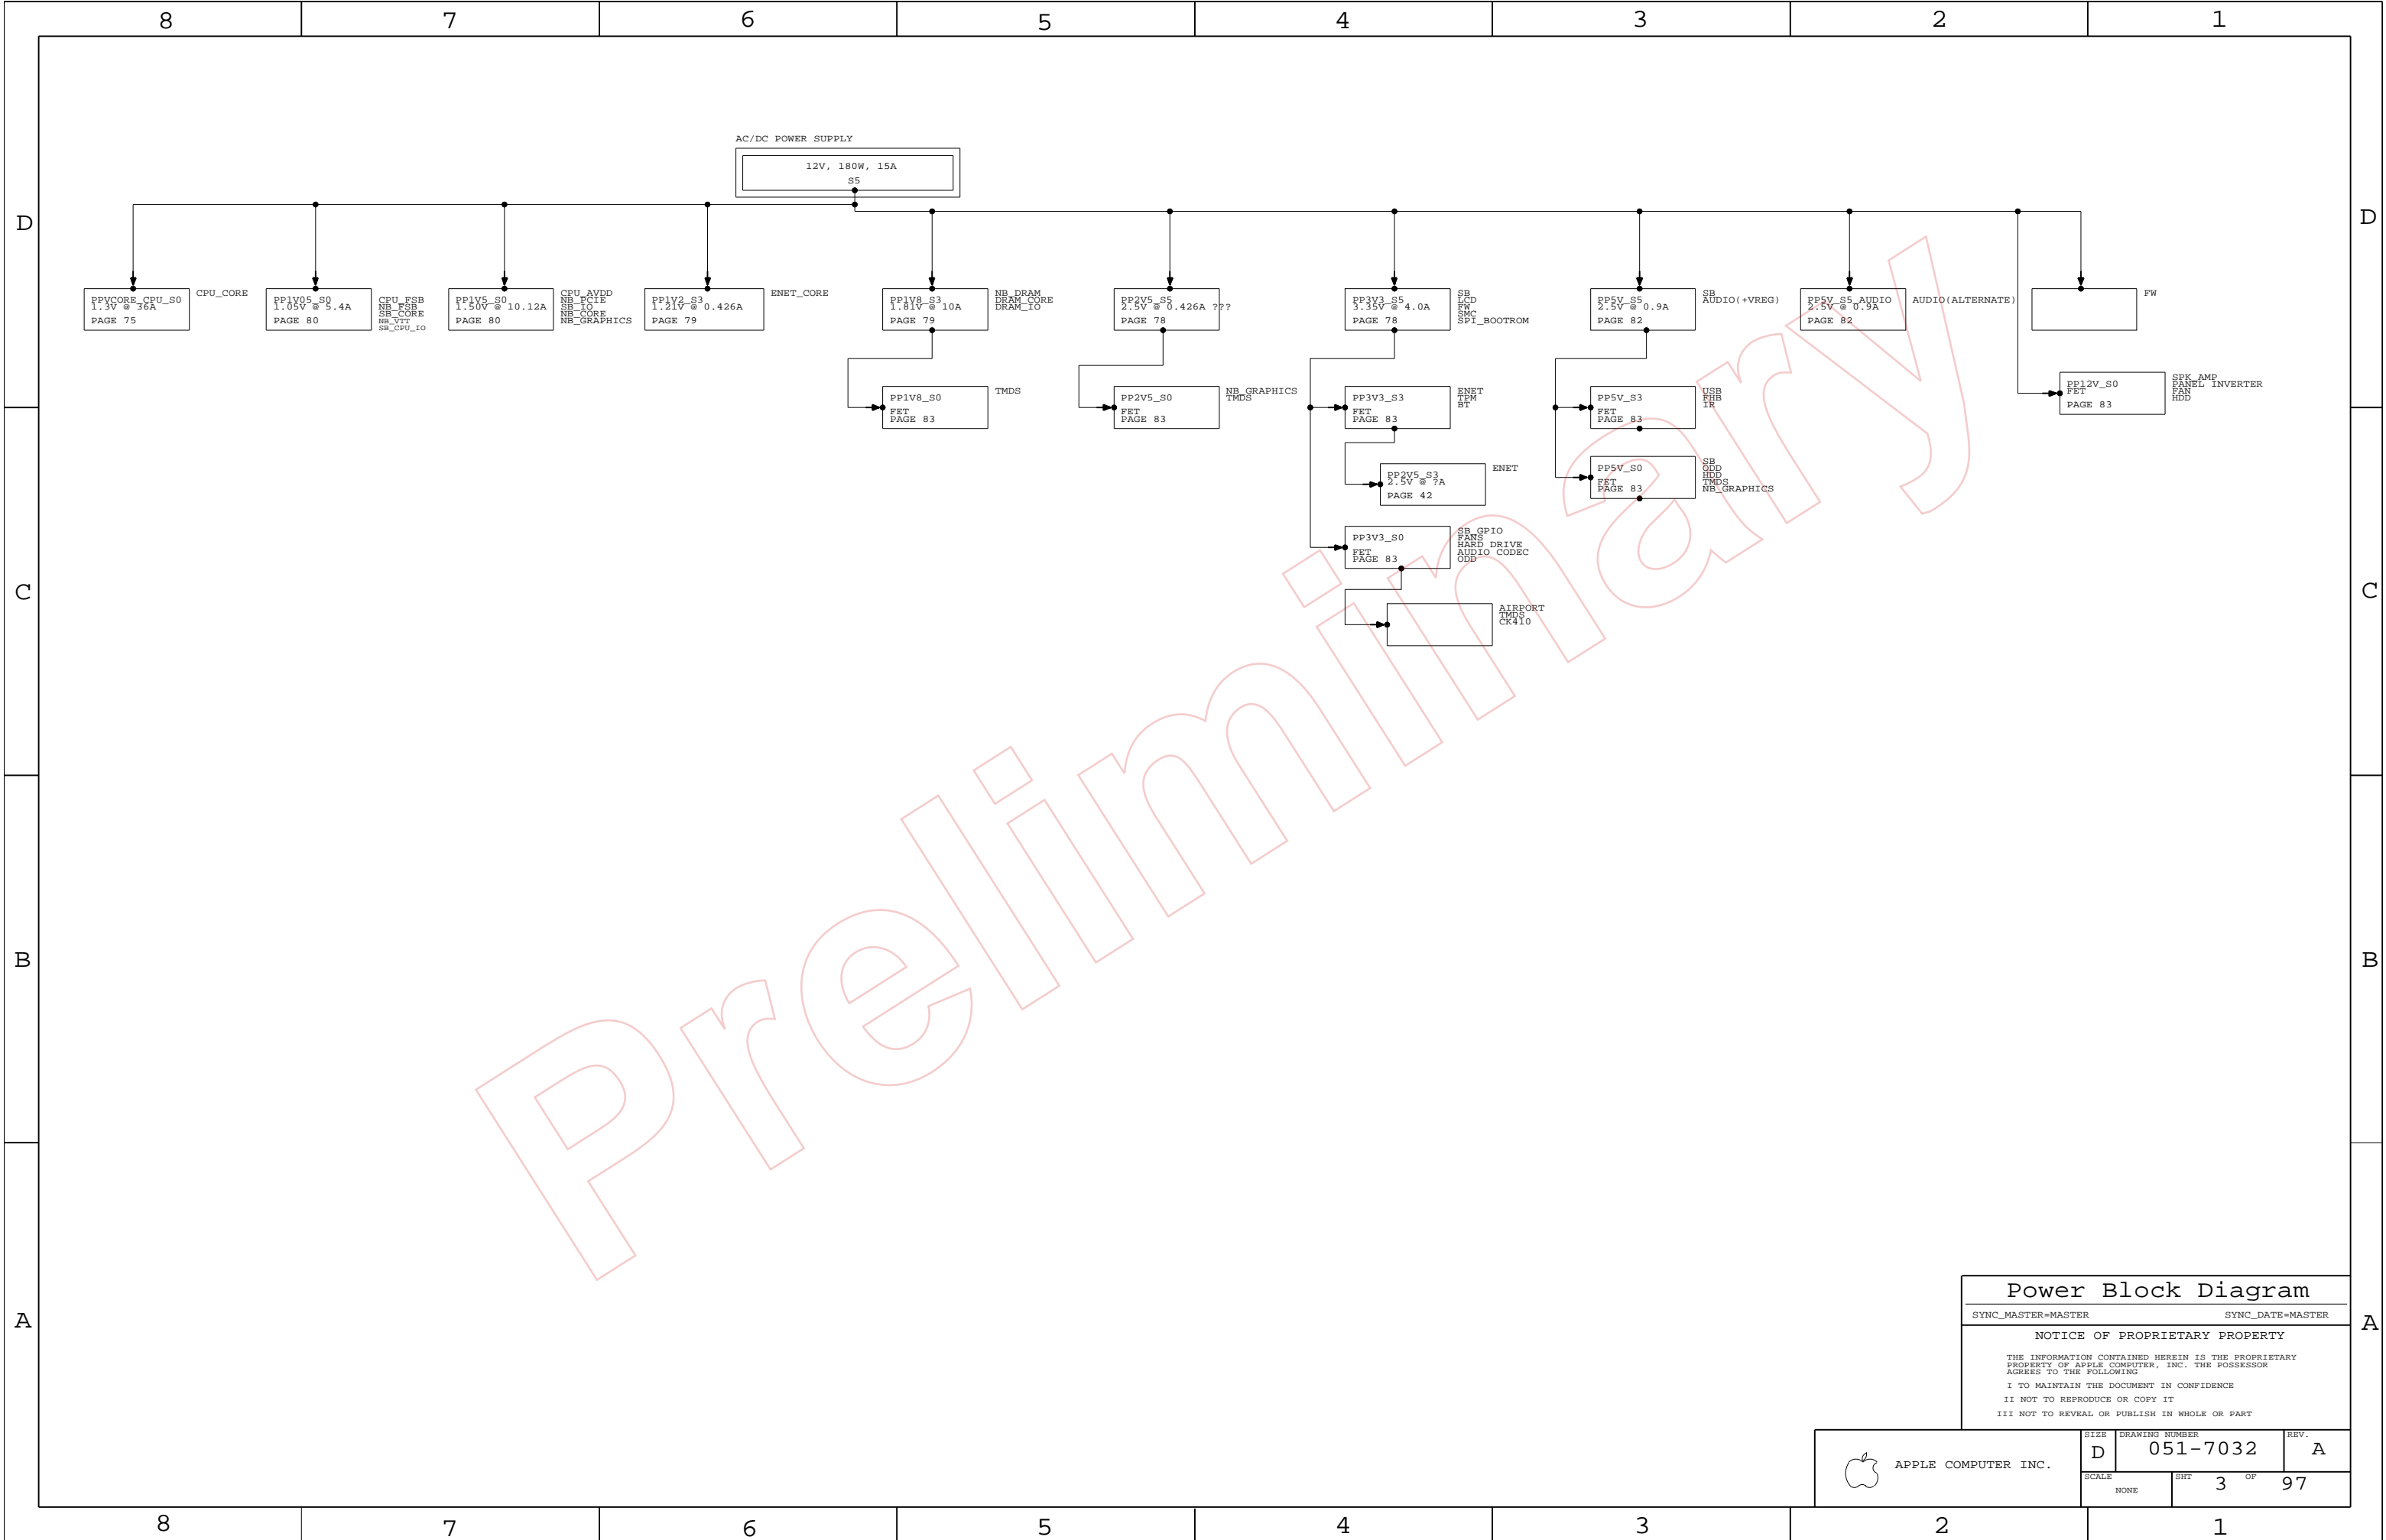 8 7 6 5 4 3 2 1
AC/DC POWER SUPPLY
12V, 180W, 15A
S5
D D
PPVCORE_CPU_S0
1.3V @ 36A
PAGE 75
CPU_CORE
PP1V05_S0
1.05V @ 5.4A
PAGE 80
CPU_FSB
NB_FSB
SB_CORE
NB_VTT
SB_CPU_IO
PP1V5_S0
1.50V @ 10.12A
PAGE 80
CPU_AVDD
NB_PCIE
SB_IO
NB_CORE
NB_GRAPHICS
PP1V2_S3
1.21V @ 0.426A
PAGE 79
ENET_CORE
PP1V8_S3
1.81V @ 10A
PAGE 79
NB_DRAM
DRAM_CORE
DRAM_IO
PP2V5_S5
2.5V @ 0.426A ???
PAGE 78
PP3V3_S5
3.35V @ 4.0A
PAGE 78
SB
LCD
FW
SMC
SPI_BOOTROM
PP5V_S5
2.5V @ 0.9A
PAGE 82
SB
AUDIO(+VREG)
PP5V_S5_AUDIO
2.5V @ 0.9A
PAGE 82
AUDIO(ALTERNATE)
FW
PP1V8_S0
FET
PAGE 83
TMDS
PP2V5_S0
FET
PAGE 83
NB_GRAPHICS
TMDS
PP3V3_S3
FET
PAGE 83
ENET
TPM
BT
PP5V_S3
FET
PAGE 83
USB
FHB
IR
PP12V_S0
FET
PAGE 83
SPK_AMP
PANEL INVERTER
FAN
HDD
PP2V5_S3
2.5V @ ?A
PAGE 42
ENET
PP5V_S0
FET
PAGE 83
SB
ODD
HDD
TMDS
NB_GRAPHICS
PP3V3_S0
FET
PAGE 83
SB_GPIO
FANS
HARD DRIVE
AUDIO CODEC
ODD
AIRPORT
TMDS
CK410
C C
Preliminary
B B
A A
Power Block Diagram
SYNC_MASTER=MASTER SYNC_DATE=MASTER
NOTICE OF PROPRIETARY PROPERTY
THE INFORMATION CONTAINED HEREIN IS THE PROPRIETARY
PROPERTY OF APPLE COMPUTER, INC. THE POSSESSOR
AGREES TO THE FOLLOWING
I TO MAINTAIN THE DOCUMENT IN CONFIDENCE
II NOT TO REPRODUCE OR COPY IT
III NOT TO REVEAL OR PUBLISH IN WHOLE OR PART
APPLE COMPUTER INC.
SIZE DRAWING NUMBER REV.
D 051-7032 A
SCALE SHT OF
NONE 3 97
8 7 6 5 4 3 2 1